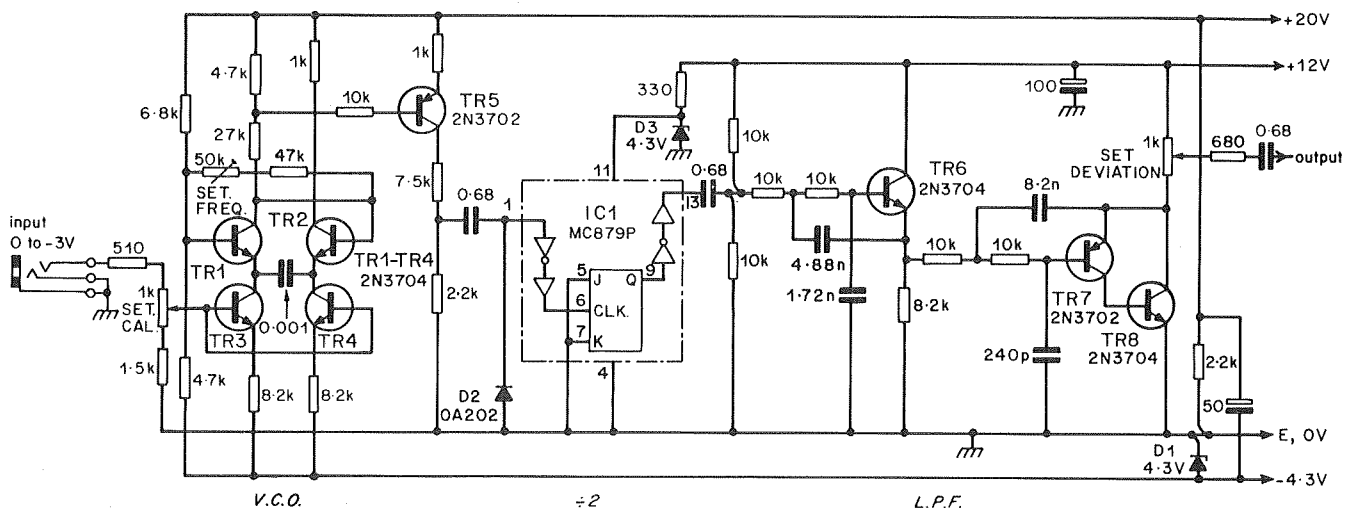 +20V
1k
4·7k
1k
+12V
330
100
10k
TR5
2N3702
6·8k
27k
D3
4·3V
10k
50k
47k
SET.
FREQ.
1k
680
0·68
output
SET
DEVIATION
TR6
2N3704
7·5k
11
0·68
10k
10k
8·2n
0·68
1
13
IC1
MC879P
input
0 to -3V
TR2
TR1
TR1-TR4
2N3704
510
4·88n
10k
10k
10k
5
J
Q
9
6
CLK.
7
K
1k
SET.
CAL.
2·2k
1·72n
8·2k
TR7
2N3702
0·001
TR3
TR4
TR8
2N3704
240p
2·2k
4
1·5k
4·7k
8·2k
8·2k
D2
OA202
50
E, 0V
D1
4·3V
-4·3V
V.C.O.
÷2
L.P.F.